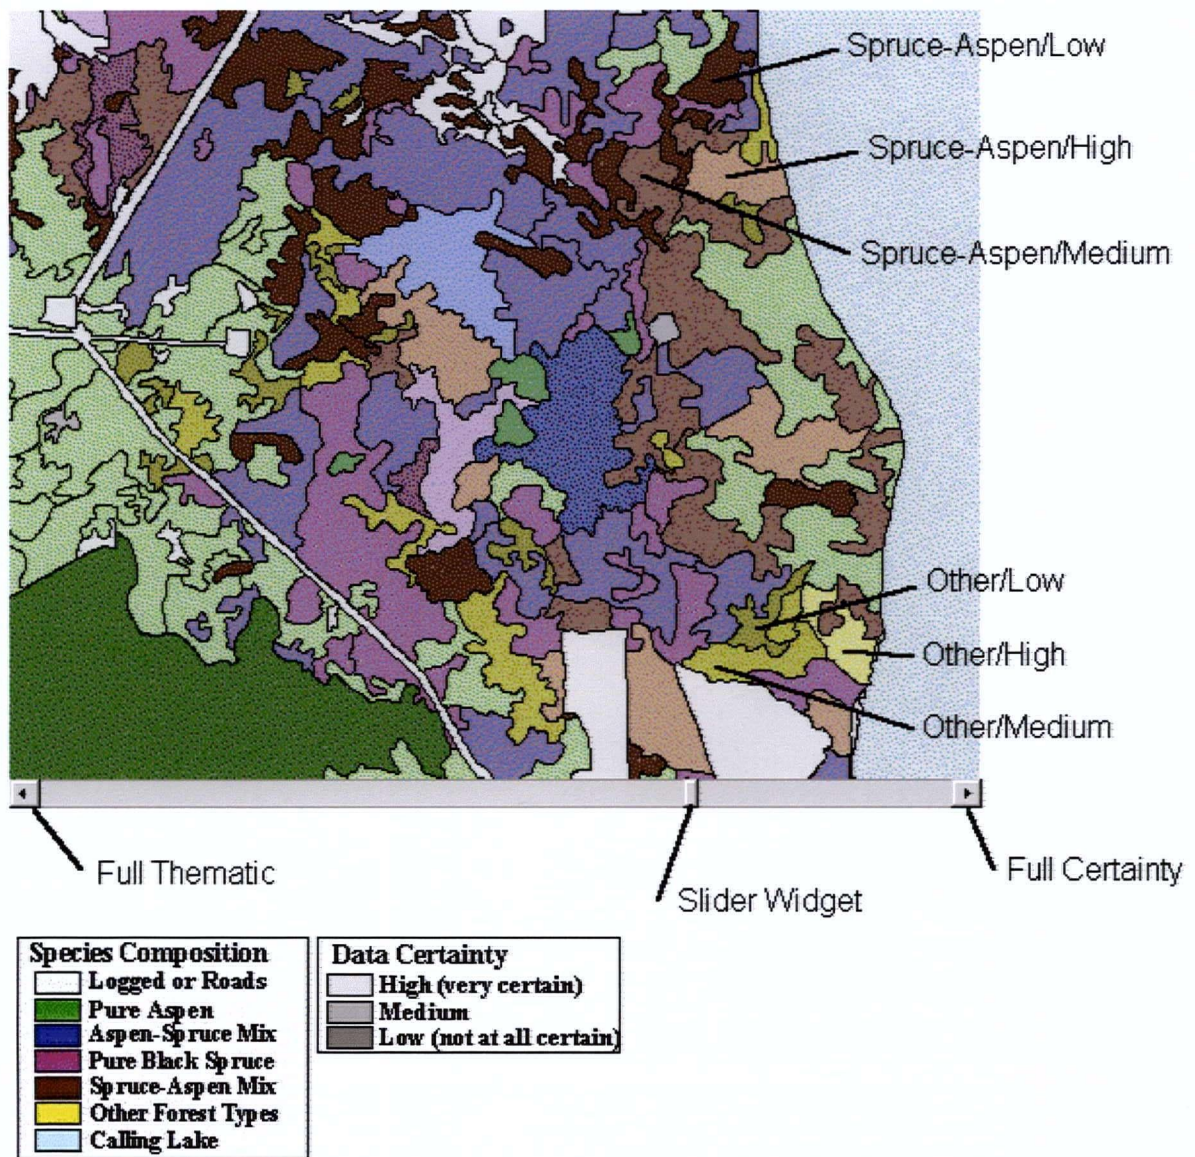 Spruce-Aspen/Low
Spruce-Aspen/High
Spruce-Aspen/Medium
Other/Low
Other/High
Other/Medium
Full Thematic
Slider Widget
Full Certainty
Species Composition
Logged or Roads
Pure Aspen
Aspen-Spruce Mix
Pure Black Spruce
Spruce-Aspen Mix
Other Forest Types
Calling Lake
Data Certainty
High (very certain)
Medium
Low (not at all certain)